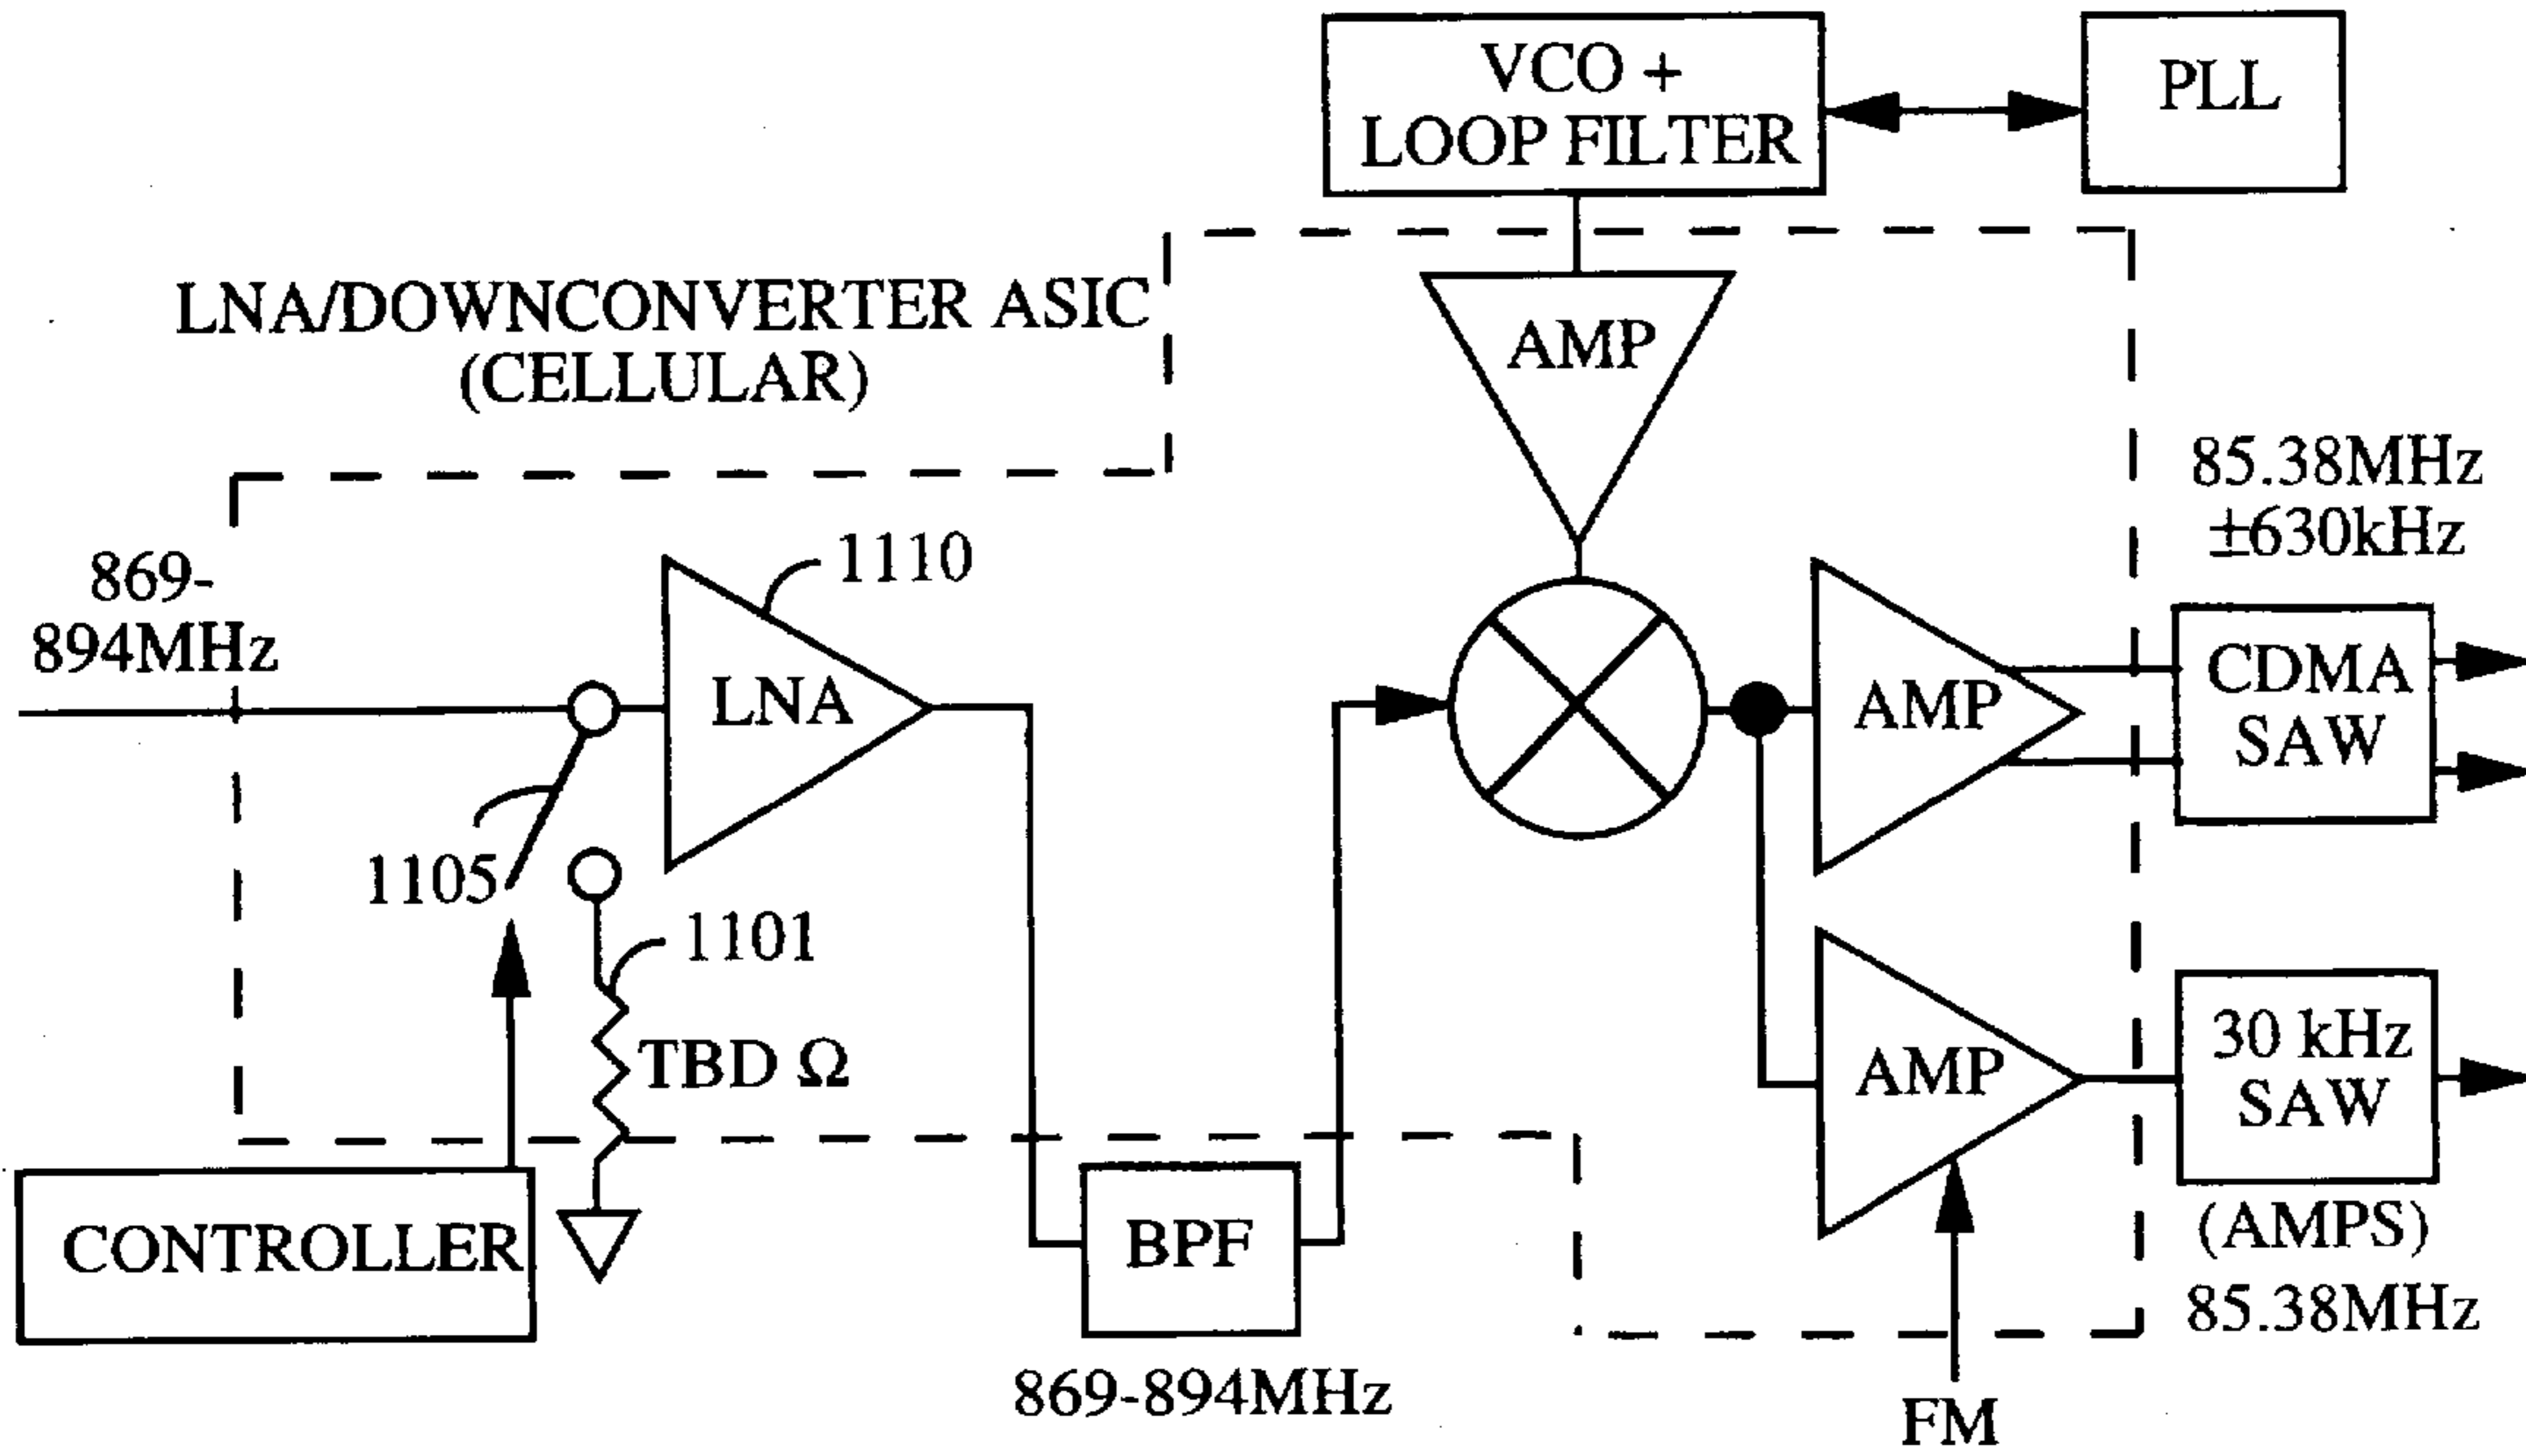 VCO +
LOOP FILTER
PLL
LNA/DOWNCONVERTER ASIC
(CELLULAR)
AMP
85.38MHz
±630kHz
869-
894MHz
1110
LNA
AMP
CDMA
SAW
1105
1101
TBD Ω
AMP
30 kHz
SAW
CONTROLLER
BPF
(AMPS)
85.38MHz
869-894MHz
FM